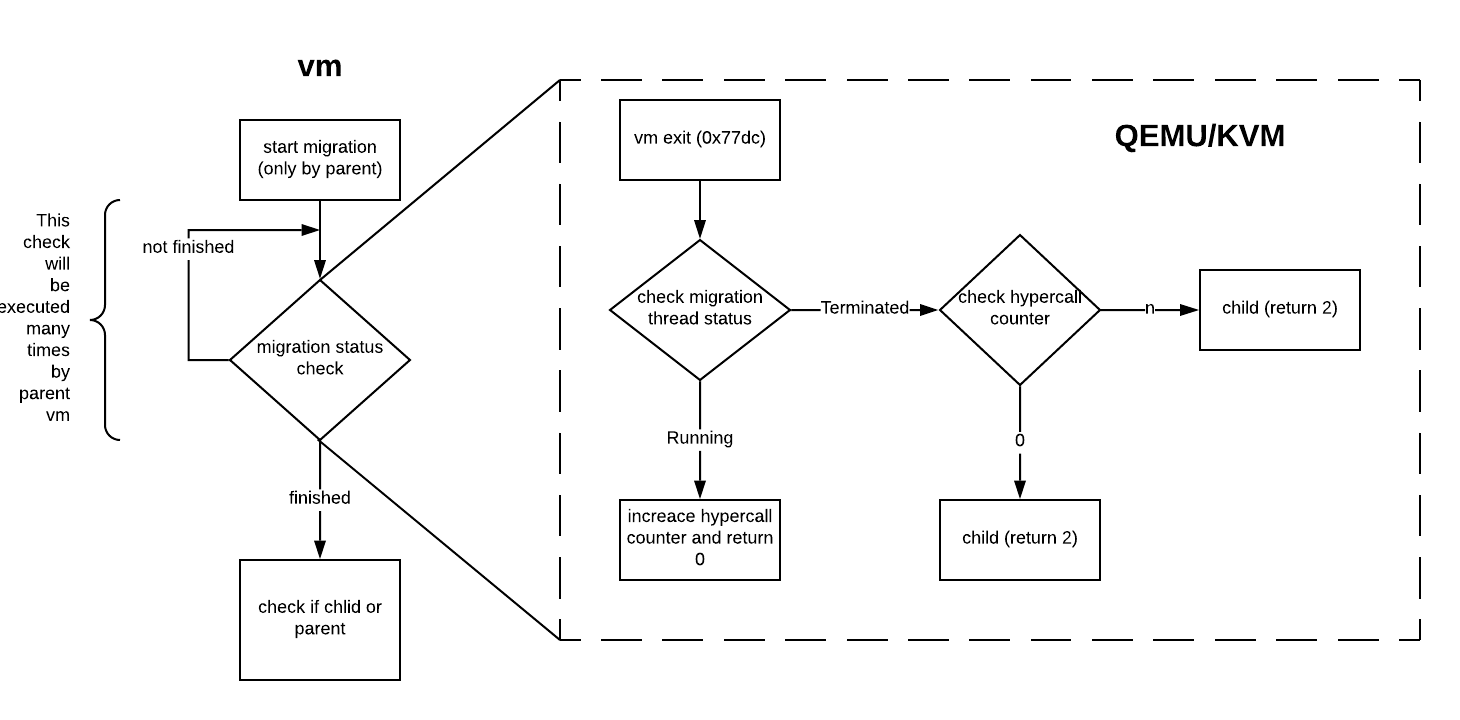 vm
start migration
(only by parent)
not finished
This
check
will
be
executed
many
times
by
parent
vm
migration status
check
finished
check if chlid or
parent
QEMU/KVM
vm exit (0x77dc)
check migration
thread status
Terminated
check hypercall
counter
n
child (return 2)
Running
0
increace hypercall
counter and return
0
child (return 2)